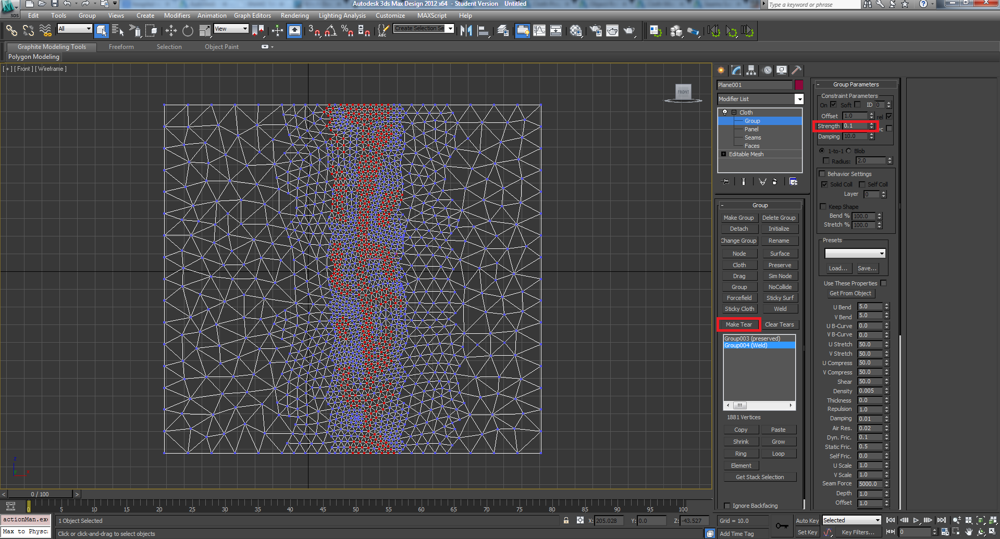 Autodesk 3ds Max Design 2012 x64 - Student Version Untitled
Type a keyword or phrase
3DS
Edit Tools Group Views Create Modifiers Animation Graph Editors Rendering Lighting Analysis Customize MAXScript Help
All
View
Create Selection Se
Graphite Modeling Tools Freeform Selection Object Paint
Polygon Modeling
[ + ] [ Front ] [ Wireframe ]
FRONT
Plane001
Modifier List
Cloth
Group
Panel
Seams
Faces
Editable Mesh
- Group
Make Group Delete Group
Detach Initialize
Change Group Rename
Node Surface
Cloth Preserve
Drag Sim Node
Group NoCollide
Forcefield Sticky Surf
Sticky Cloth Weld
Make Tear Clear Tears
Group003 (preserved)
Group004 (Weld)
1881 Vertices
Copy Paste
Shrink Grow
Ring Loop
Element
Get Stack Selection
Ignore Backfacing
- Group Parameters
Constraint Parameters
On Soft ID 0
Offset 1.0 rel
Strength 0.1
Damping 10.0
1-to-1 Blob
Radius: 2.0
Behavior Settings
Solid Coll Self Coll
Layer 0
Keep Shape
Bend % 100.0
Stretch % 100.0
Presets
Load... Save...
Use These Properties
Get From Object
U Bend 5.0
V Bend 5.0
U B-Curve 0.0
V B-Curve 0.0
U Stretch 50.0
V Stretch 50.0
U Compress 50.0
V Compress 50.0
Shear 50.0
Density 0.005
Thickness 0.0
Repulsion 1.0
Damping 0.01
Air Res. 0.02
Dyn. Fric. 0.1
Static Fric. 0.5
Self Fric. 0.0
U Scale 1.0
V Scale 1.0
Seam Force 5000.0
Depth 1.0
Offset 1.0
z
x
< 0 / 100 >
0 5 10 15 20 25 30 35 40 45 50 55 60 65 70 75 80 85 90 95 100
actionMan.exe
Max to Physc
1 Object Selected
X: 205.028 Y: 0.0 Z: -43.527
Grid = 10.0
Auto Key Selected
Click or click-and-drag to select objects
Add Time Tag
Set Key Key Filters...
0